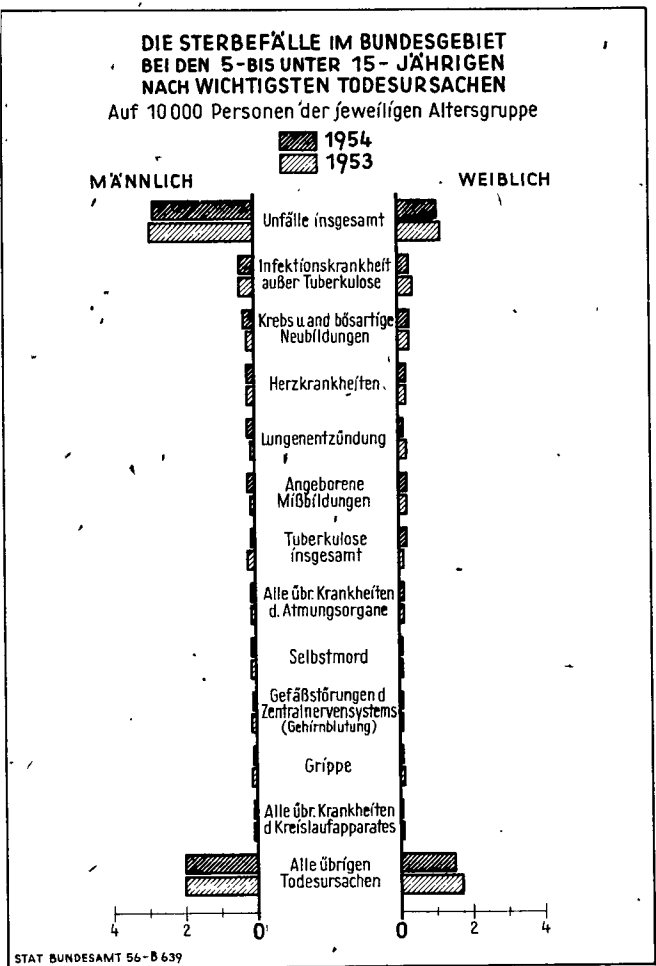 DIE STERBEFÄLLE IM BUNDESGEBIET
BEI DEN 5-BIS UNTER 15- JÄHRIGEN
NACH WICHTIGSTEN TODESURSACHEN
Auf 10 000 Personen der jeweiligen Altersgruppe
1954
1953
MÄNNLICH
WEIBLICH
Unfälle insgesamt
Infektionskrankheit
außer Tuberkulose
Krebs u.and bösartige
Neubildungen
Herzkrankheiten
Lungenentzündung
Angeborene
Mißbildungen
Tuberkulose
insgesamt
Alle übr. Krankheiten
d. Atmungsorgane
Selbstmord
Gefäßstörungen d
Zentralnervensystems
(Gehirnblutung)
Grippe
Alle übr. Krankheiten
d Kreislaufapparates
Alle übrigen
Todesursachen
4 2 0 0 2 4
STAT BUNDESAMT 56-B 639